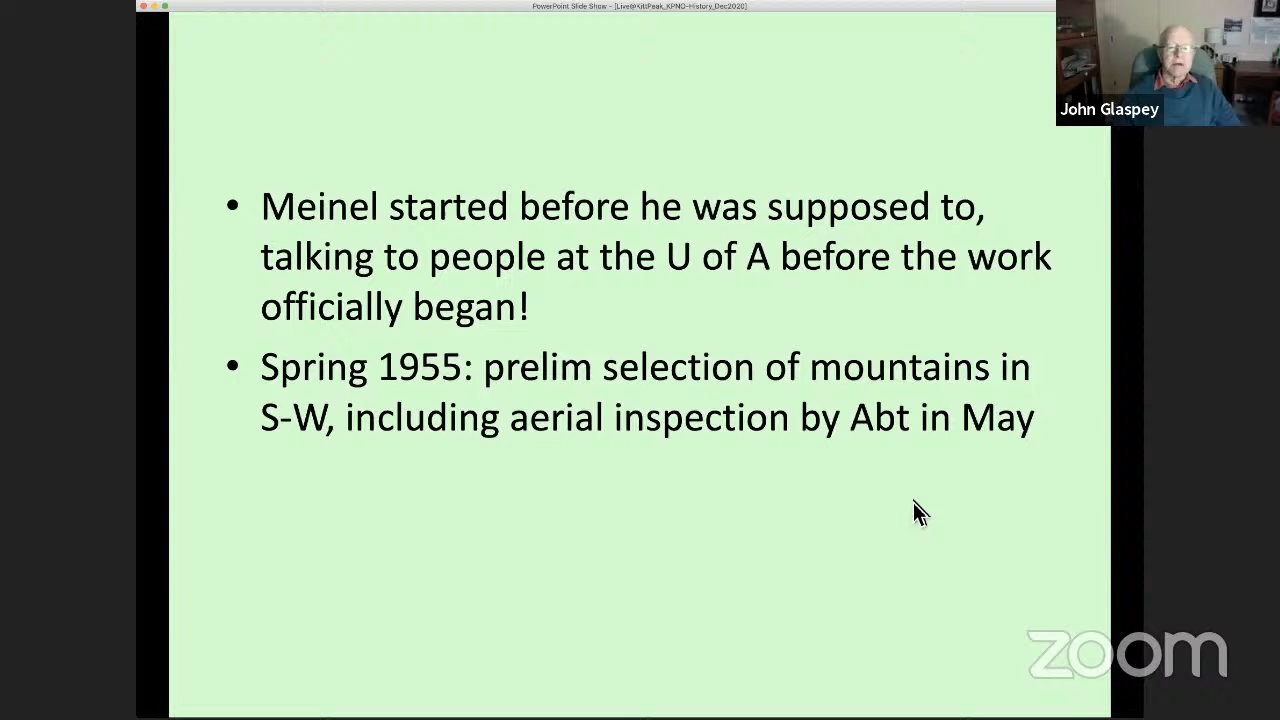 PowerPoint Slide Show - [Live@KittPeak_KPNO-History_Dec2020]
John Glaspey
• Meinel started before he was supposed to,
talking to people at the U of A before the work
officially began!
• Spring 1955: prelim selection of mountains in
S-W, including aerial inspection by Abt in May
zoom